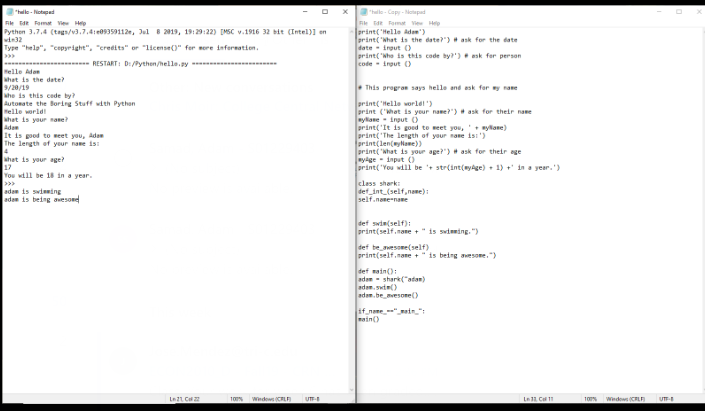 *hello - Notepad
File Edit Format View Help
Python 3.7.4 (tags/v3.7.4:e09359112e, Jul  8 2019, 19:29:22) [MSC v.1916 32 bit (Intel)] on
win32
Type "help", "copyright", "credits" or "license()" for more information.
>>>
======================== RESTART: D:/Python/hello.py ========================
Hello Adam
What is the date?
9/20/19
Who is this code by?
Automate the Boring Stuff with Python
Hello world!
What is your name?
Adam
It is good to meet you, Adam
The length of your name is:
4
What is your age?
17
You will be 18 in a year.
>>>
adam is swimming
adam is being awesome
Ln 21, Col 22 100% Windows (CRLF) UTF-8
*hello - Copy - Notepad
File Edit Format View Help
print('Hello Adam')
print('What is the date?') # ask for the date
date = input ()
print('Who is this code by?') # ask for person
code = input ()
# This program says hello and ask for my name
print('Hello world!')
print ('What is your name?') # ask for their name
myName = input ()
print('It is good to meet you, ' + myName)
print('The length of your name is:')
print(len(myName))
print('What is your age?') # ask for their age
myAge = input ()
print('You will be '+ str(int(myAge) + 1) +' in a year.')
class shark:
def_int_(self,name):
self.name=name
def swim(self):
print(self.name + " is swimming.")
def be_awesome(self)
print(self.name + " is being awesome.")
def main():
adam = shark("adam)
adam.swim()
adam.be_awesome()
if_name_=="_main_":
main()
Ln 33, Col 11 100% Windows (CRLF) UTF-8